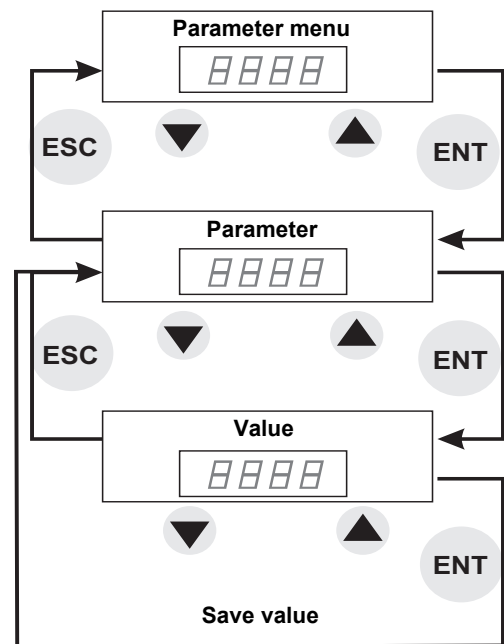 Parameter menu
8888
ESC
ENT
Parameter
8888
ESC
ENT
Value
8888
ENT
Save value